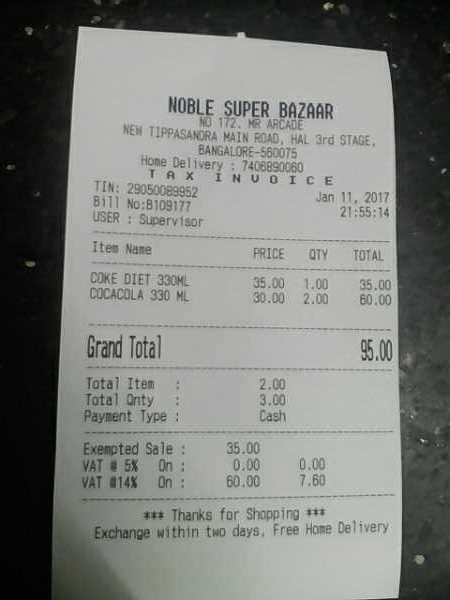 NOBLE SUPER BAZAAR
NO 172. MR ARCADE
NEW TIPPASANDRA MAIN ROAD, HAL 3rd STAGE,
BANGALORE-560075
Home Delivery : 7406890060
TAX INVOICE
TIN: 29050089952 Jan 11, 2017
Bill No:B109177 21:55:14
USER : Supervisor
Item Name PRICE QTY TOTAL
COKE DIET 330ML 35.00 1.00 35.00
COCACOLA 330 ML 30.00 2.00 60.00
Grand Total 95.00
Total Item : 2.00
Total Qnty : 3.00
Payment Type : Cash
Exempted Sale : 35.00
VAT @ 5% On : 0.00 0.00
VAT @14% On : 60.00 7.60
*** Thanks for Shopping ***
Exchange within two days, Free Home Delivery